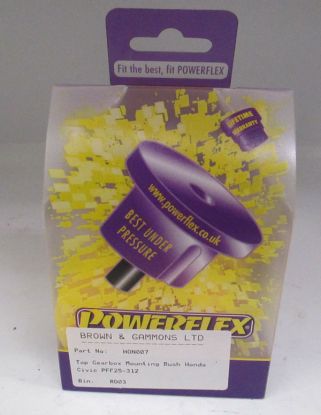 Fit the best, fit POWERFLEX
LIFETIME
WARRANTY
www.powerflex.co.uk
BEST UNDER
PRESSURE
POWERFLEX
BROWN & GAMMONS LTD
Part No: HON007
Top Gearbox Mounting Bush Honda
Civic PFF25-312
Bin. RD03